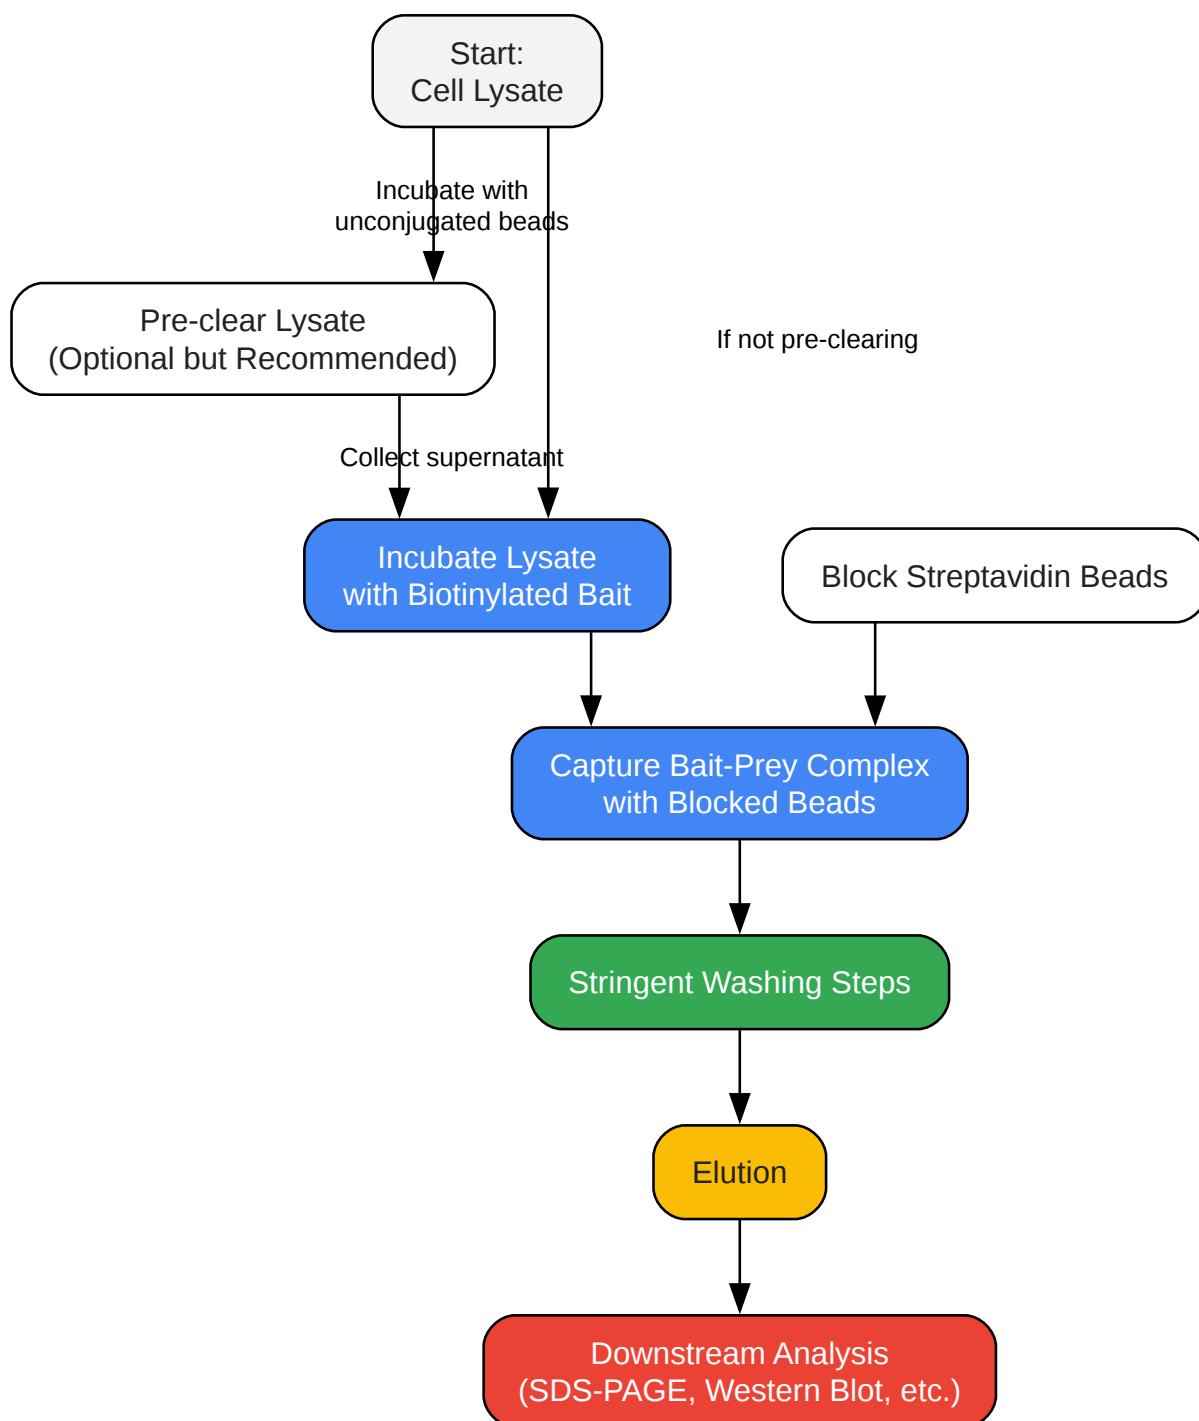 Start:
Cell Lysate
Incubate with
unconjugated beads
Pre-clear Lysate
(Optional but Recommended)
If not pre-clearing
Collect supernatant
Incubate Lysate
with Biotinylated Bait
Block Streptavidin Beads
Capture Bait-Prey Complex
with Blocked Beads
Stringent Washing Steps
Elution
Downstream Analysis
(SDS-PAGE, Western Blot, etc.)